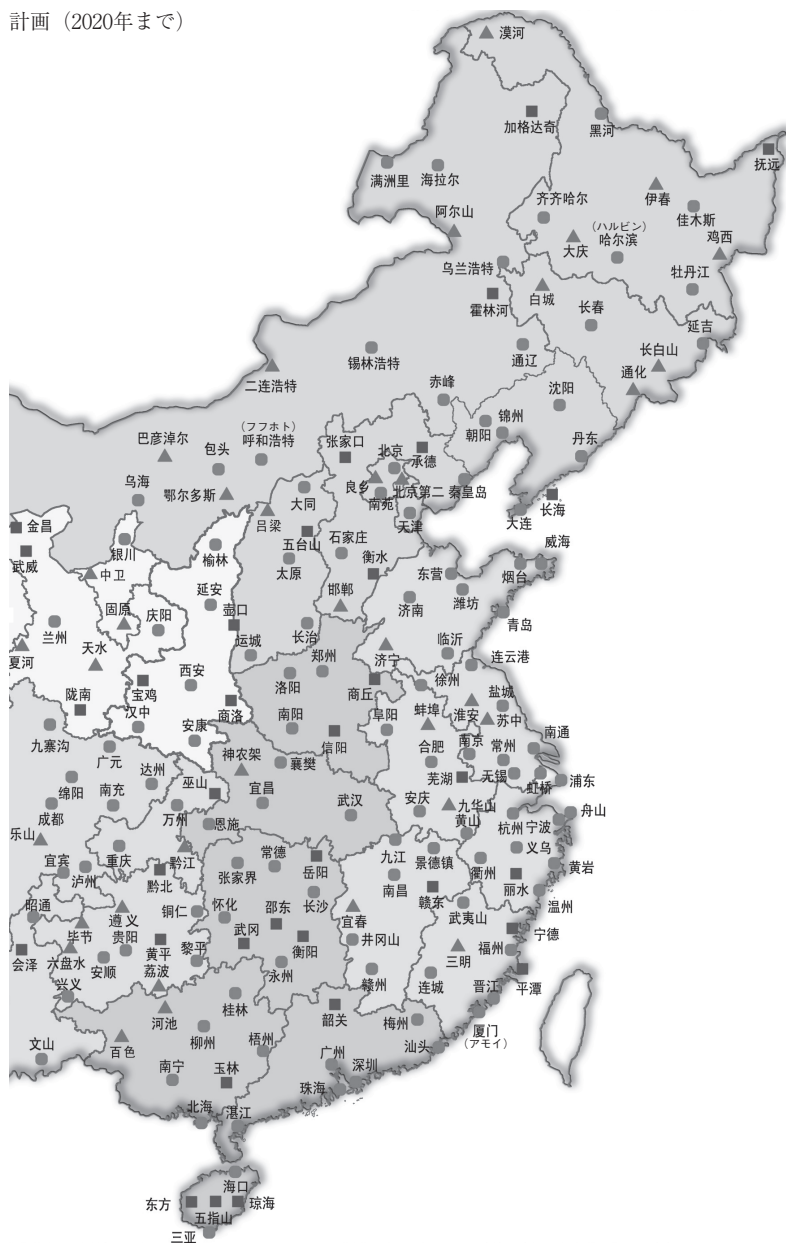 計画（2020年まで）
漠河
加格达奇
黑河
抚远
满洲里
海拉尔
齐齐哈尔
伊春
佳木斯
阿尔山
（ハルビン）
哈尔滨
大庆
鸡西
乌兰浩特
牡丹江
白城
霍林河
长春
延吉
锡林浩特
通辽
长白山
二连浩特
通化
赤峰
沈阳
锦州
朝阳
丹东
巴彦淖尔
包头
（フフホト）
呼和浩特
张家口
北京
承德
乌海
鄂尔多斯
大同
良乡
南苑
北京第二
秦皇岛
天津
大连
长海
金昌
吕梁
五台山
石家庄
威海
武威
银川
榆林
太原
衡水
东营
烟台
中卫
延安
邯郸
济南
潍坊
固原
庆阳
壶口
青岛
兰州
运城
长治
临沂
夏河
天水
郑州
济宁
连云港
西安
洛阳
商丘
徐州
陇南
宝鸡
商洛
蚌埠
淮安
盐城
汉中
南阳
阜阳
苏中
九寨沟
安康
信阳
南通
广元
神农架
襄樊
合肥
南京
常州
达州
巫山
芜湖
无锡
虹桥
浦东
绵阳
南充
宜昌
武汉
安庆
九华山
舟山
成都
万州
恩施
黄山
杭州
宁波
乐山
重庆
黔江
九江
景德镇
义乌
宜宾
泸州
常德
岳阳
衢州
黄岩
黔北
张家界
南昌
丽水
昭通
遵义
铜仁
怀化
邵东
长沙
宜春
赣东
武夷山
温州
毕节
贵阳
黄平
武冈
井冈山
宁德
会泽
六盘水
安顺
黎平
衡阳
三明
福州
荔波
永州
赣州
连城
平潭
兴义
晋江
河池
桂林
韶关
梅州
厦门
（アモイ）
文山
百色
柳州
梧州
汕头
广州
南宁
玉林
深圳
珠海
北海
湛江
海口
东方
五指山
琼海
三亚